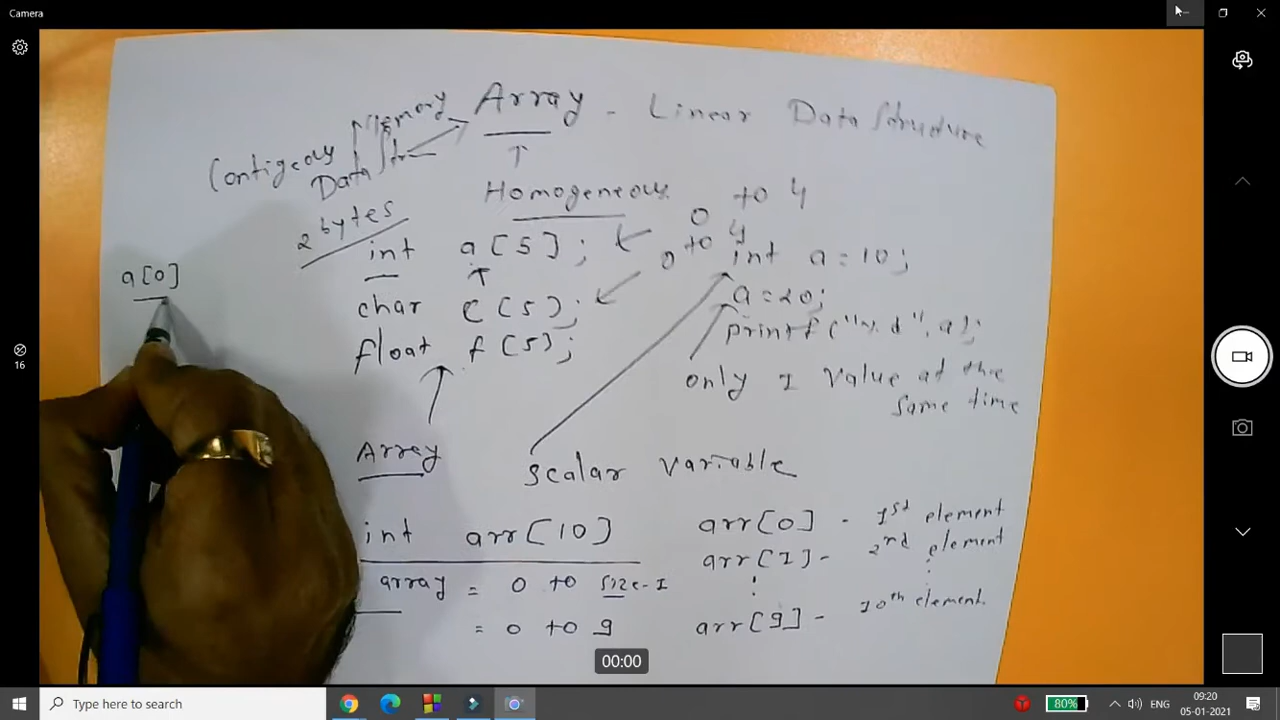 Camera
Array - Linear Data Structure
Contigeous Memory
Data
Homogeneous
2 bytes
0 to 4
int a[5];
0 to 4
int a=10;
a[0]
a=20;
char c[5];
printf("%d", a);
float f[5];
only 1 value at the
same time
Array
Scalar Variable
int arr[10]
arr[0] - 1st element
arr[1] - 2nd element
array = 0 to size-1
= 0 to 9
arr[9] - 10th element.
00:00
16
Type here to search
80%
ENG
09:20
05-01-2021